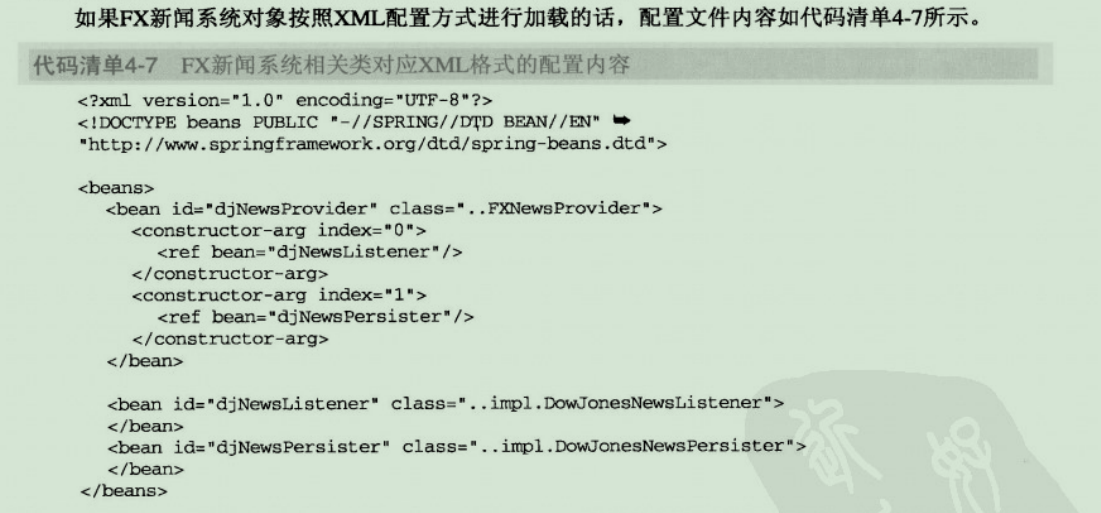 如果FX新闻系统对象按照XML配置方式进行加载的话，配置文件内容如代码清单4-7所示。
代码清单4-7 FX新闻系统相关类对应XML格式的配置内容
<?xml version="1.0" encoding="UTF-8"?>
<!DOCTYPE beans PUBLIC "-//SPRING//DTD BEAN//EN" ➥
"http://www.springframework.org/dtd/spring-beans.dtd">
<beans>
<bean id="djNewsProvider" class="..FXNewsProvider">
<constructor-arg index="0">
<ref bean="djNewsListener"/>
</constructor-arg>
<constructor-arg index="1">
<ref bean="djNewsPersister"/>
</constructor-arg>
</bean>
<bean id="djNewsListener" class="..impl.DowJonesNewsListener">
</bean>
<bean id="djNewsPersister" class="..impl.DowJonesNewsPersister">
</bean>
</beans>